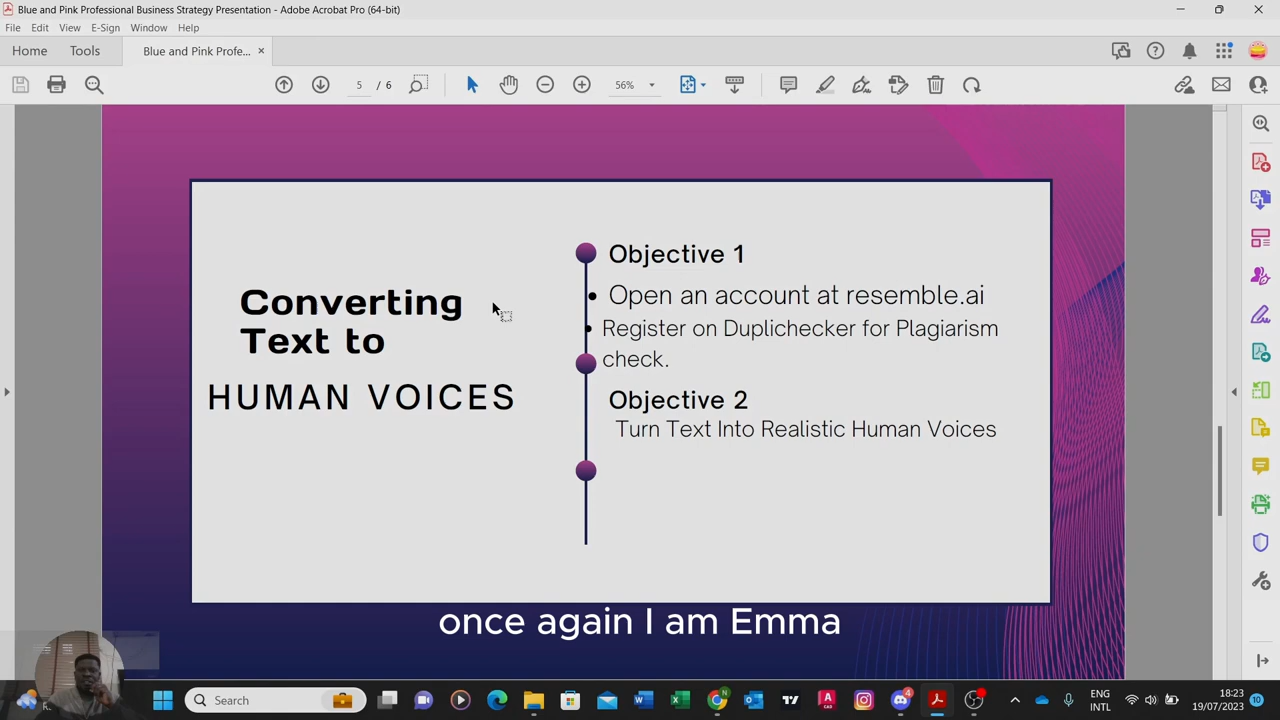 Blue and Pink Professional Business Strategy Presentation - Adobe Acrobat Pro (64-bit)
File Edit View E-Sign Window Help
Home Tools Blue and Pink Profe... ×
5 / 6 56%
Objective 1
• Open an account at resemble.ai
Converting
• Register on Duplichecker for Plagiarism
Text to
check.
HUMAN VOICES
Objective 2
Turn Text Into Realistic Human Voices
once again I am Emma
Search
4
ENG
INTL
18:23
19/07/2023
10